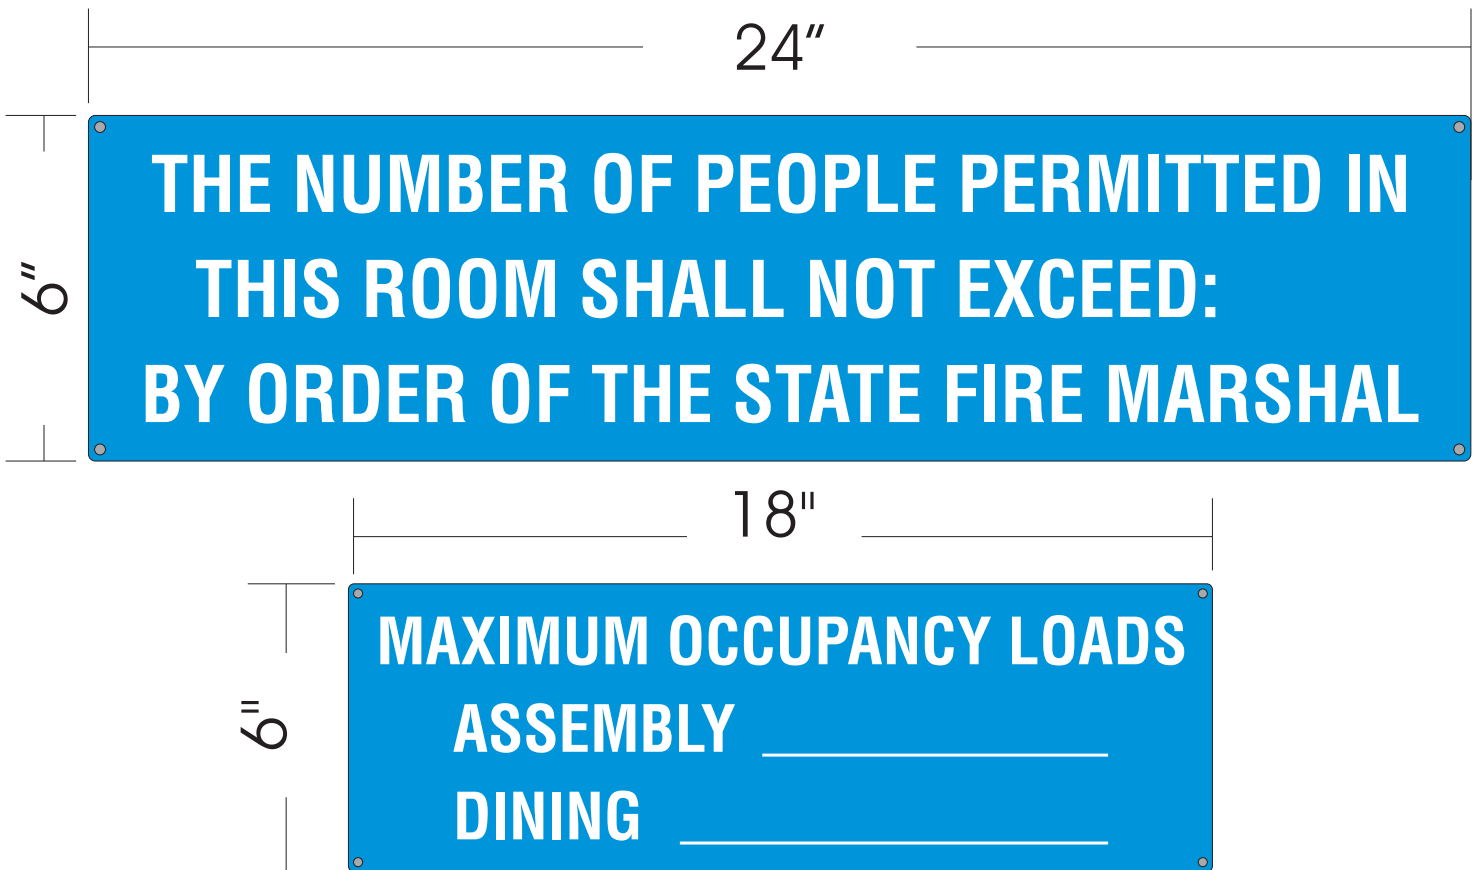 24”
THE NUMBER OF PEOPLE PERMITTED IN
6”
THIS ROOM SHALL NOT EXCEED:
BY ORDER OF THE STATE FIRE MARSHAL
18"
MAXIMUM OCCUPANCY LOADS
6"
ASSEMBLY
DINING